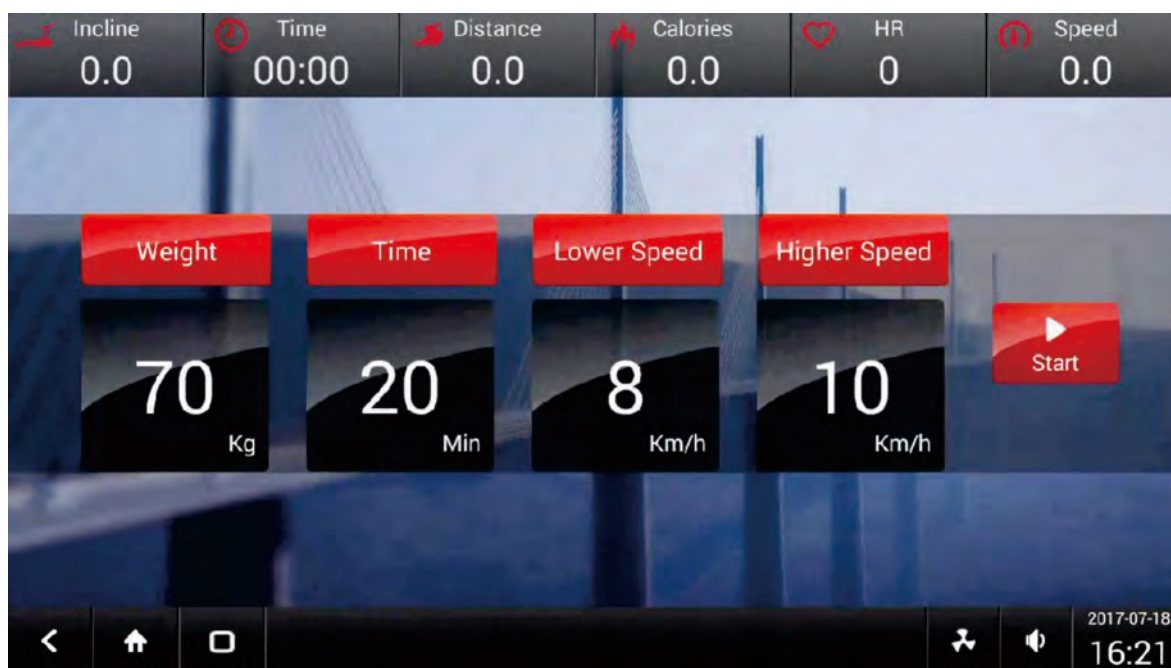 Incline Time Distance Calories HR Speed
0.0 00:00 0.0 0.0 0 0.0
Weight Time Lower Speed Higher Speed
70 20 8 10
Kg Min Km/h Km/h
Start
2017-07-18
16:21